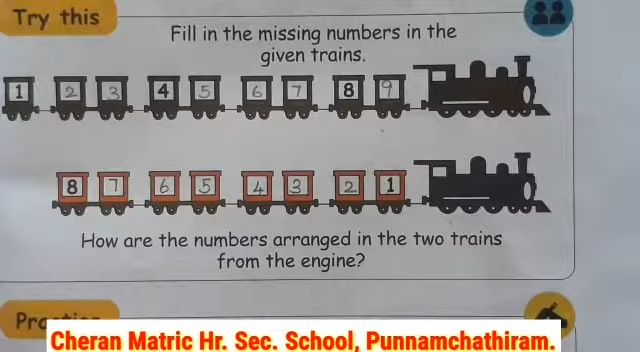 Try this
Fill in the missing numbers in the
given trains.
1 2 3 4 5 6 7 8 9
8 7 6 5 4 3 2 1
How are the numbers arranged in the two trains
from the engine?
Cheran Matric Hr. Sec. School, Punnamchathiram.